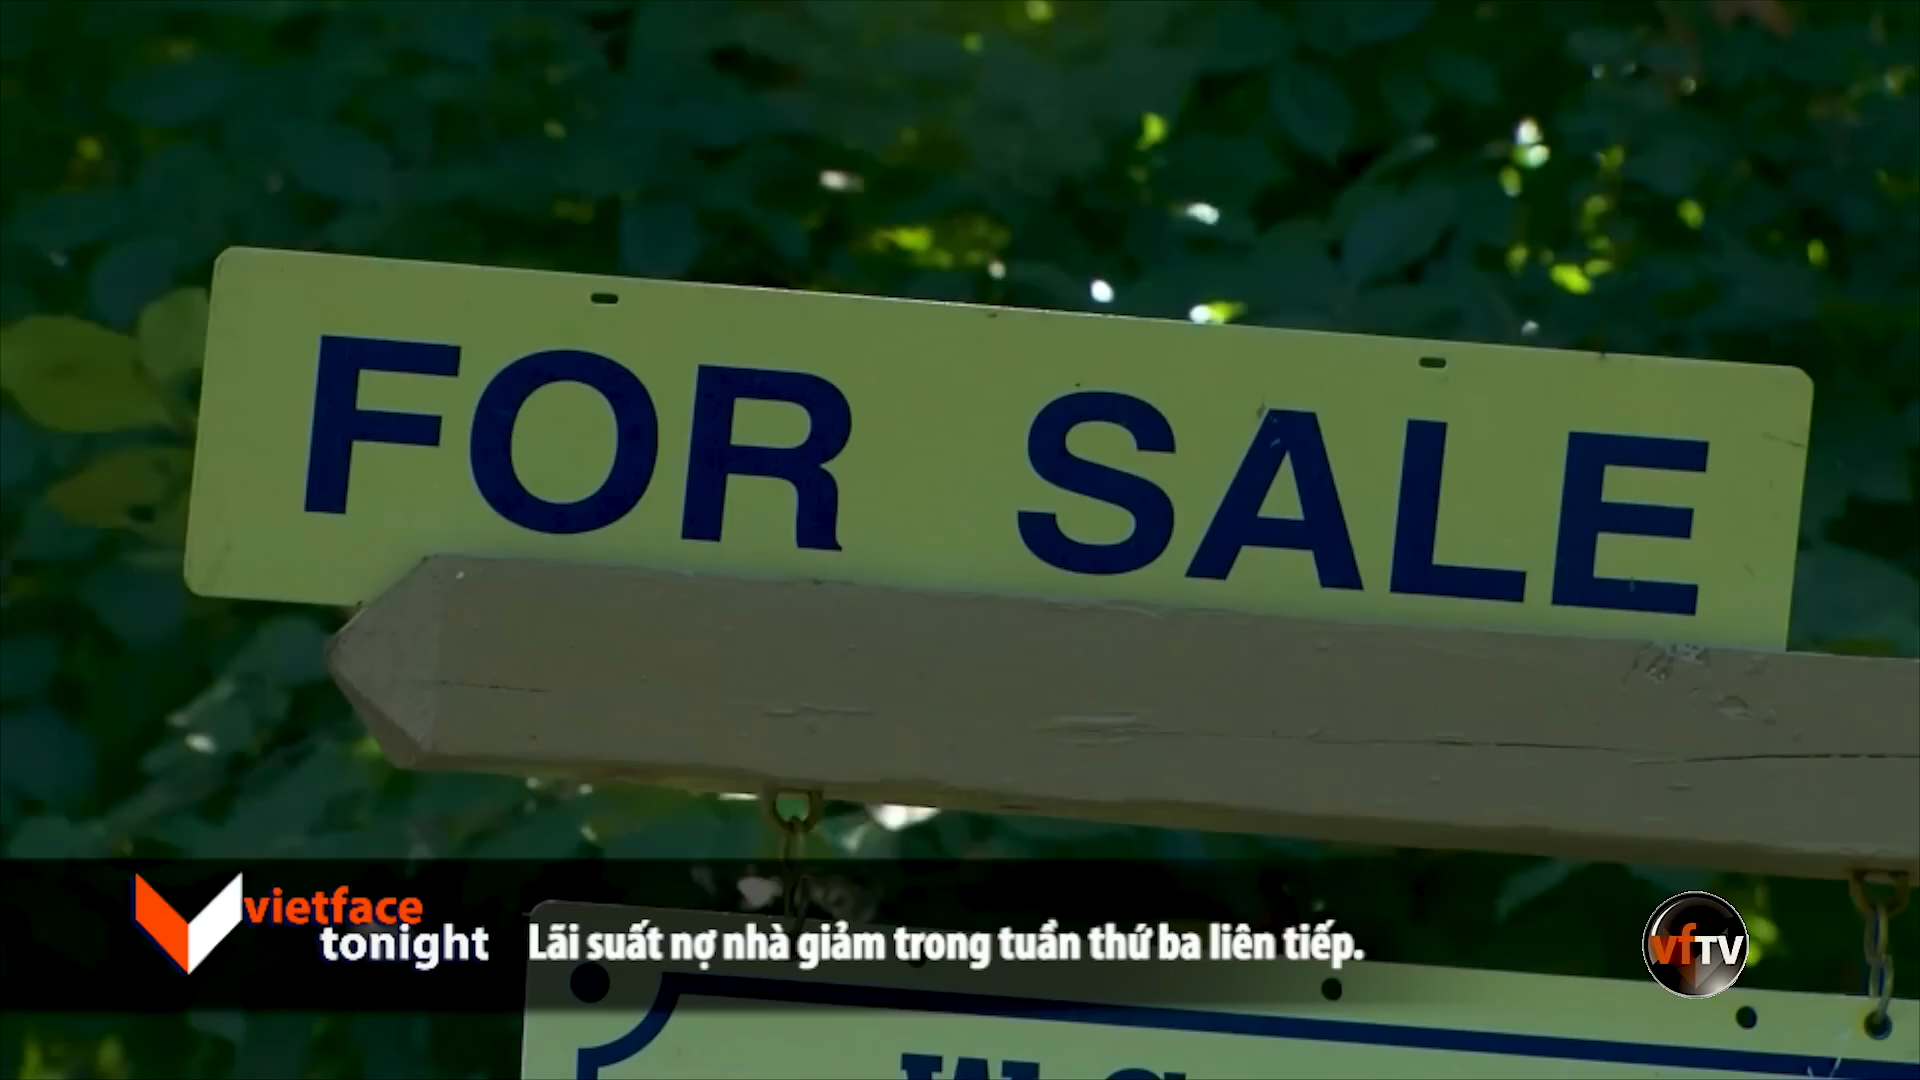 FOR SALE
vietface
tonight
Lãi suất nợ nhà giảm trong tuần thứ ba liên tiếp.
vfTV